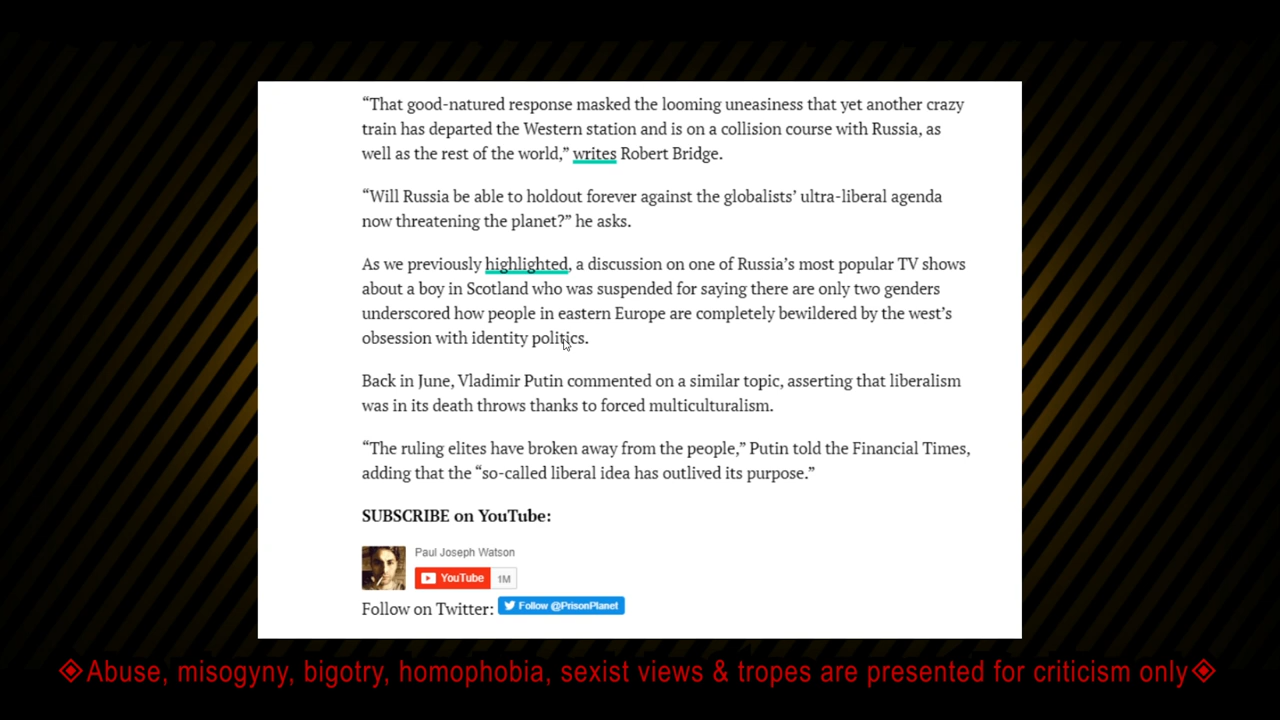 “That good-natured response masked the looming uneasiness that yet another crazy
train has departed the Western station and is on a collision course with Russia, as
well as the rest of the world,” writes Robert Bridge.
“Will Russia be able to holdout forever against the globalists’ ultra-liberal agenda
now threatening the planet?” he asks.
As we previously highlighted, a discussion on one of Russia’s most popular TV shows
about a boy in Scotland who was suspended for saying there are only two genders
underscored how people in eastern Europe are completely bewildered by the west’s
obsession with identity politics.
Back in June, Vladimir Putin commented on a similar topic, asserting that liberalism
was in its death throws thanks to forced multiculturalism.
“The ruling elites have broken away from the people,” Putin told the Financial Times,
adding that the “so-called liberal idea has outlived its purpose.”
SUBSCRIBE on YouTube:
Paul Joseph Watson
YouTube 1M
Follow on Twitter: Follow @PrisonPlanet
Abuse, misogyny, bigotry, homophobia, sexist views & tropes are presented for criticism only